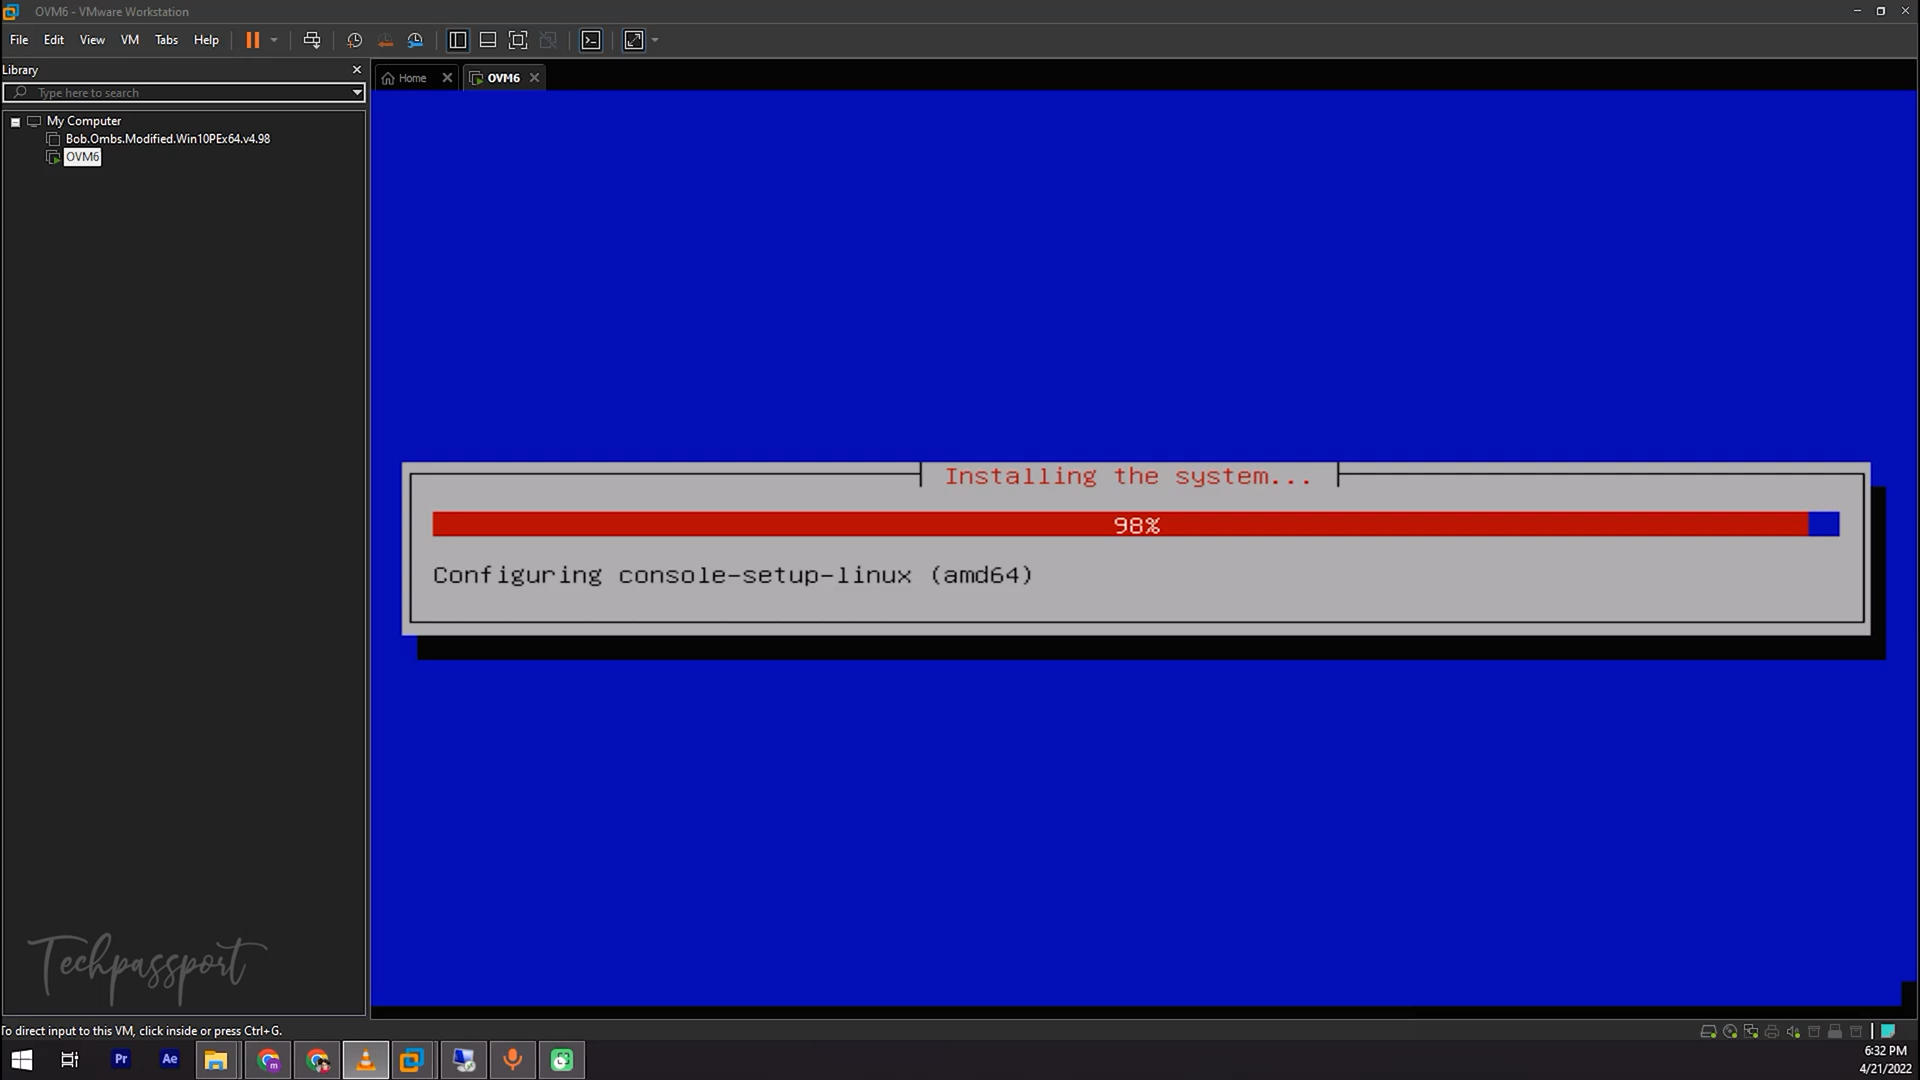 OVM6 - VMware Workstation
File Edit View VM Tabs Help
Library
Type here to search
My Computer
Bob.Ombs.Modified.Win10PEx64.v4.98
OVM6
Home
OVM6
Installing the system...
98%
Configuring console-setup-linux (amd64)
Techpassport
To direct input to this VM, click inside or press Ctrl+G.
Pr
Ae
m
6:32 PM
4/21/2022